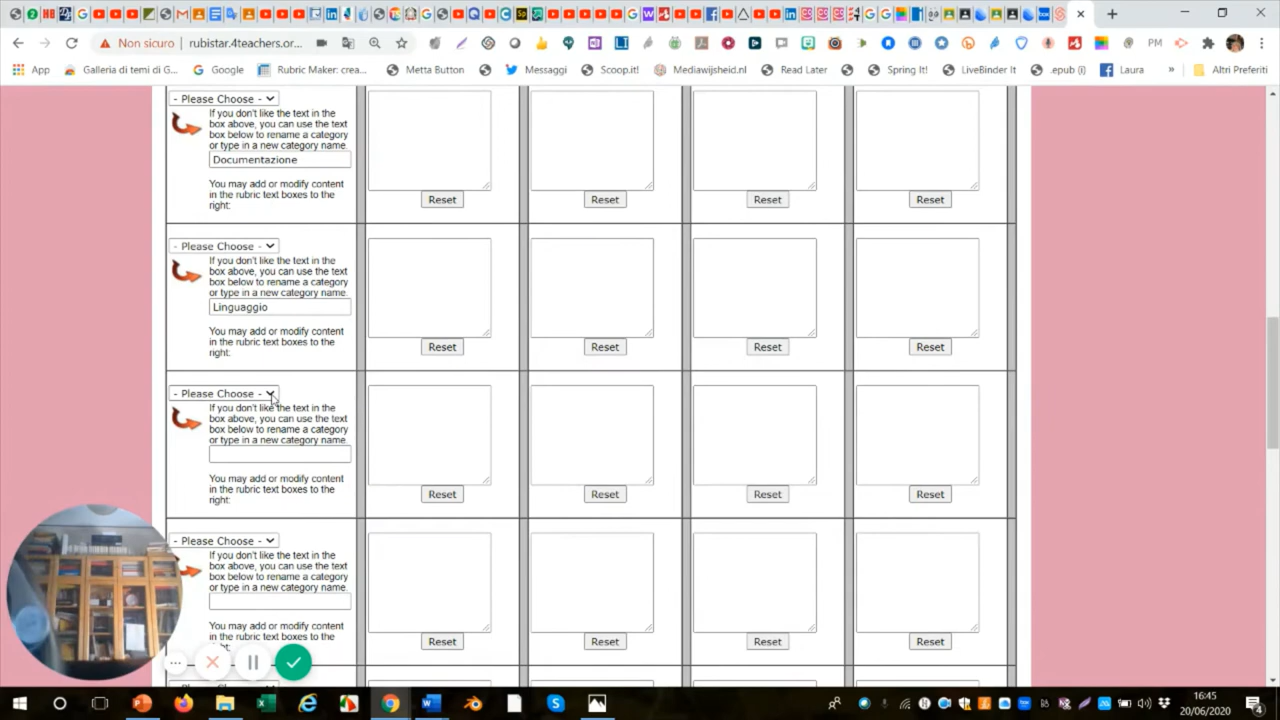 Non sicuro
rubistar.4teachers.or...
PM
App
Galleria di temi di G...
Google
Rubric Maker: crea...
Metta Button
Messaggi
Scoop.it!
Mediawijsheid.nl
Read Later
Spring It!
LiveBinder It
.epub (i)
Laura
»
Altri Preferiti
- Please Choose -
If you don't like the text in the
box above, you can use the text
box below to rename a category
or type in a new category name.
Documentazione
You may add or modify content
in the rubric text boxes to the
right:
Reset
Reset
Reset
Reset
- Please Choose -
If you don't like the text in the
box above, you can use the text
box below to rename a category
or type in a new category name.
Linguaggio
You may add or modify content
in the rubric text boxes to the
right:
Reset
Reset
Reset
Reset
- Please Choose -
If you don't like the text in the
box above, you can use the text
box below to rename a category
or type in a new category name.
You may add or modify content
in the rubric text boxes to the
right:
Reset
Reset
Reset
Reset
- Please Choose -
If you don't like the text in the
box above, you can use the text
box below to rename a category
or type in a new category name.
You may add or modify content
in the rubric text boxes to the
Reset
Reset
Reset
Reset
16:45
20/06/2020